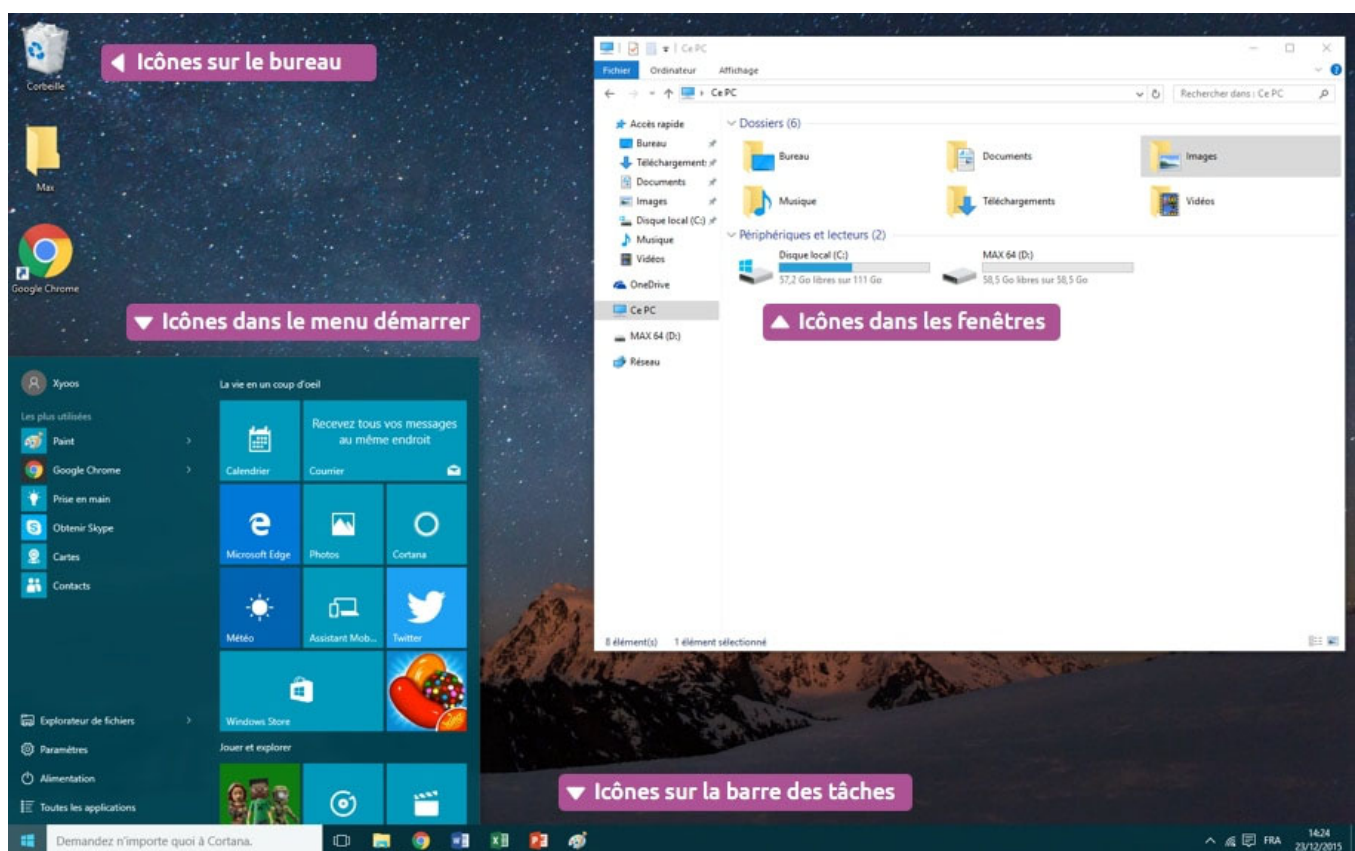 Corbeille
Icônes sur le bureau
Max
Google Chrome
Icônes dans le menu démarrer
Ce PC
Fichier Ordinateur Affichage
Ce PC
Rechercher dans : Ce PC
Accès rapide
Bureau
Téléchargement:
Documents
Images
Disque local (C:)
Musique
Vidéos
OneDrive
Ce PC
MAX 64 (D:)
Réseau
Dossiers (6)
Bureau
Documents
Images
Musique
Téléchargements
Vidéos
Périphériques et lecteurs (2)
Disque local (C:)
57,2 Go libres sur 111 Go
MAX 64 (D:)
58,5 Go libres sur 58,5 Go
Icônes dans les fenêtres
8 élément(s) 1 élément sélectionné
Xyoos
Les plus utilisées
Paint
Google Chrome
Prise en main
Obtenir Skype
Cartes
Contacts
Explorateur de fichiers
Paramètres
Alimentation
Toutes les applications
La vie en un coup d'oeil
Calendrier
Recevez tous vos messages
au même endroit
Courrier
Microsoft Edge
Photos
Cortana
Météo
Assistant Mob...
Twitter
Windows Store
Jouer et explorer
Icônes sur la barre des tâches
Demandez n'importe quoi à Cortana.
FRA
14:24
23/12/2015